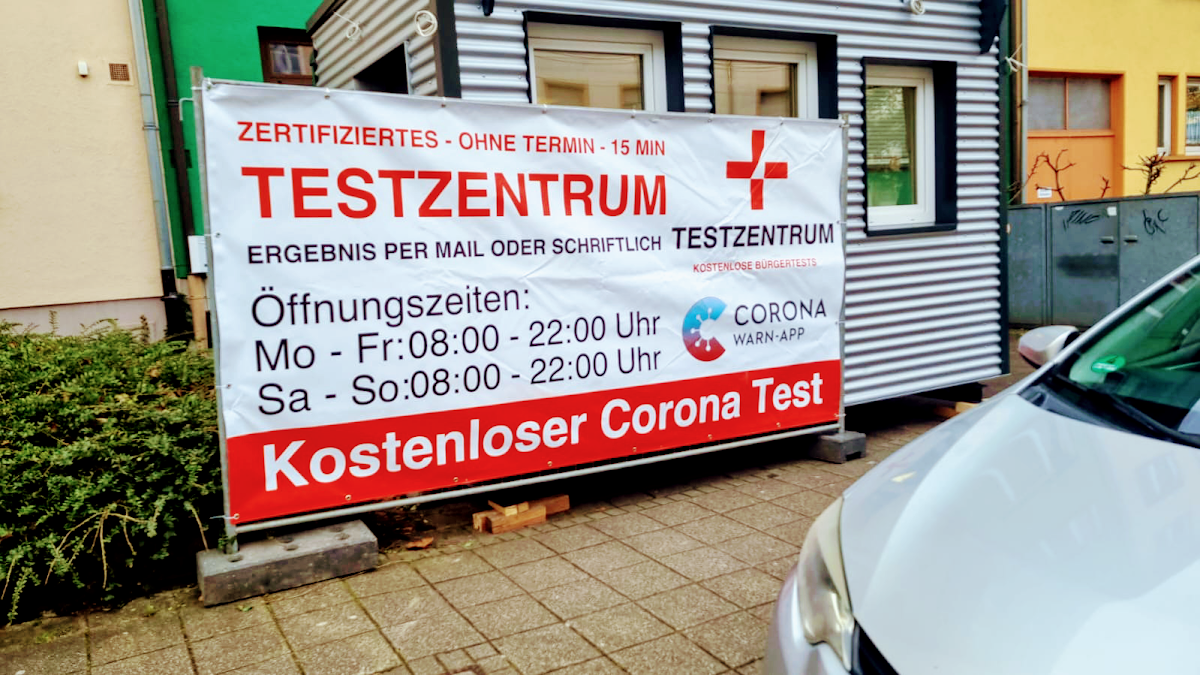 ZERTIFIZIERTES - OHNE TERMIN - 15 MIN
TESTZENTRUM
ERGEBNIS PER MAIL ODER SCHRIFTLICH
Öffnungszeiten:
Mo - Fr:08:00 - 22:00 Uhr
Sa - So:08:00 - 22:00 Uhr
TESTZENTRUM
KOSTENLOSE BÜRGERTESTS
CORONA
WARN-APP
Kostenloser Corona Test